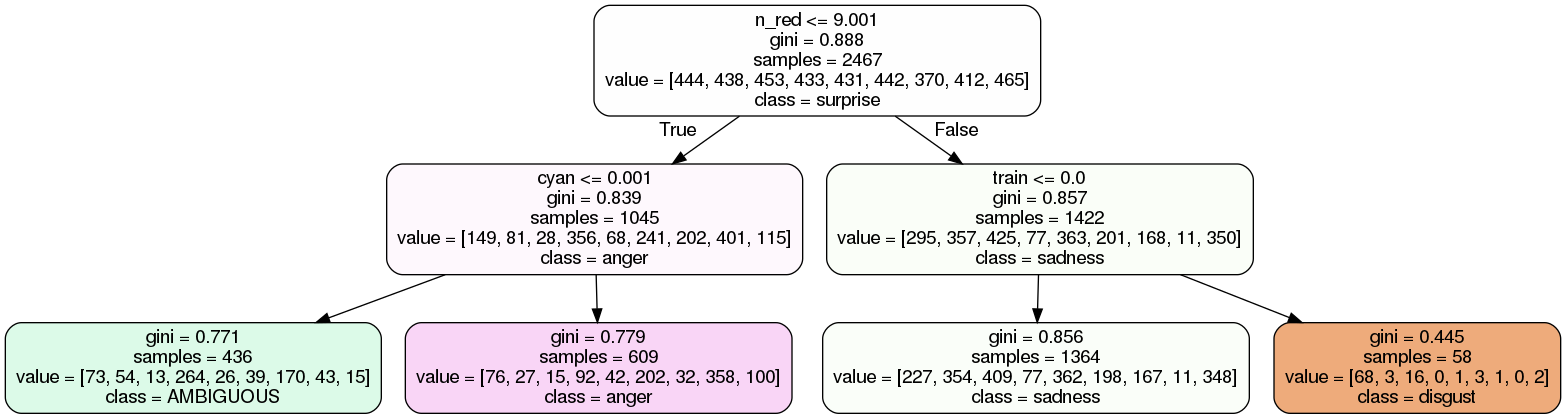 n_red <= 9.001
gini = 0.888
samples = 2467
value = [444, 438, 453, 433, 431, 442, 370, 412, 465]
class = surprise
True
False
cyan <= 0.001
gini = 0.839
samples = 1045
value = [149, 81, 28, 356, 68, 241, 202, 401, 115]
class = anger
train <= 0.0
gini = 0.857
samples = 1422
value = [295, 357, 425, 77, 363, 201, 168, 11, 350]
class = sadness
gini = 0.771
samples = 436
value = [73, 54, 13, 264, 26, 39, 170, 43, 15]
class = AMBIGUOUS
gini = 0.779
samples = 609
value = [76, 27, 15, 92, 42, 202, 32, 358, 100]
class = anger
gini = 0.856
samples = 1364
value = [227, 354, 409, 77, 362, 198, 167, 11, 348]
class = sadness
gini = 0.445
samples = 58
value = [68, 3, 16, 0, 1, 3, 1, 0, 2]
class = disgust